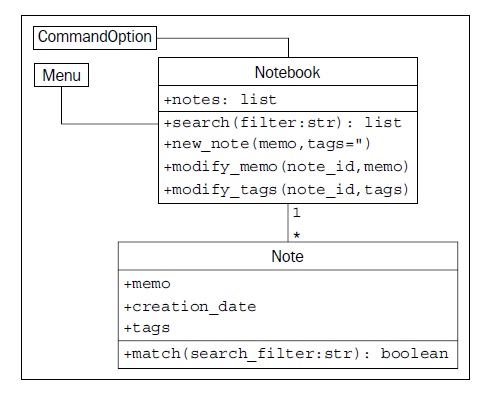 CommandOption
Menu
Notebook
+notes: list
+search(filter:str): list
+new_note(memo,tags=")
+modify_memo(note_id,memo)
+modify_tags(note_id,tags)
1
*
Note
+memo
+creation_date
+tags
+match(search_filter:str): boolean